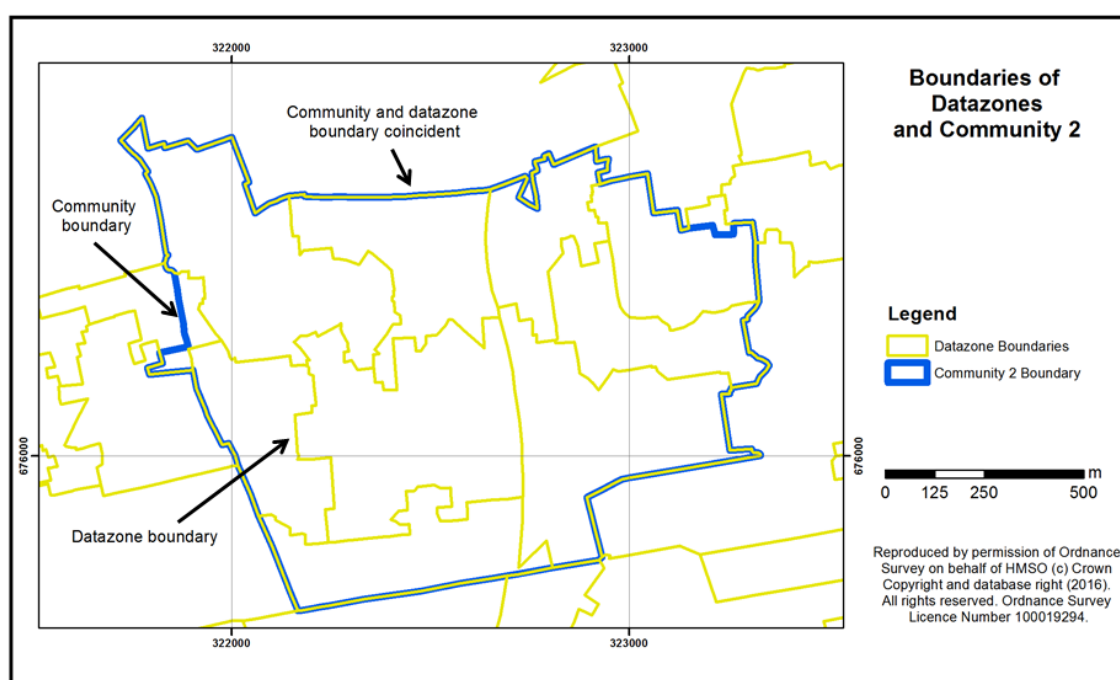 322000
323000
Boundaries of
Datazones
and Community 2
Community and datazone
boundary coincident
Community
boundary
Legend
Datazone Boundaries
Community 2 Boundary
676000
676000
m
0
125
250
500
Datazone boundary
Reproduced by permission of Ordnance
Survey on behalf of HMSO (c) Crown
Copyright and database right (2016).
All rights reserved. Ordnance Survey
Licence Number 100019294.
322000
323000